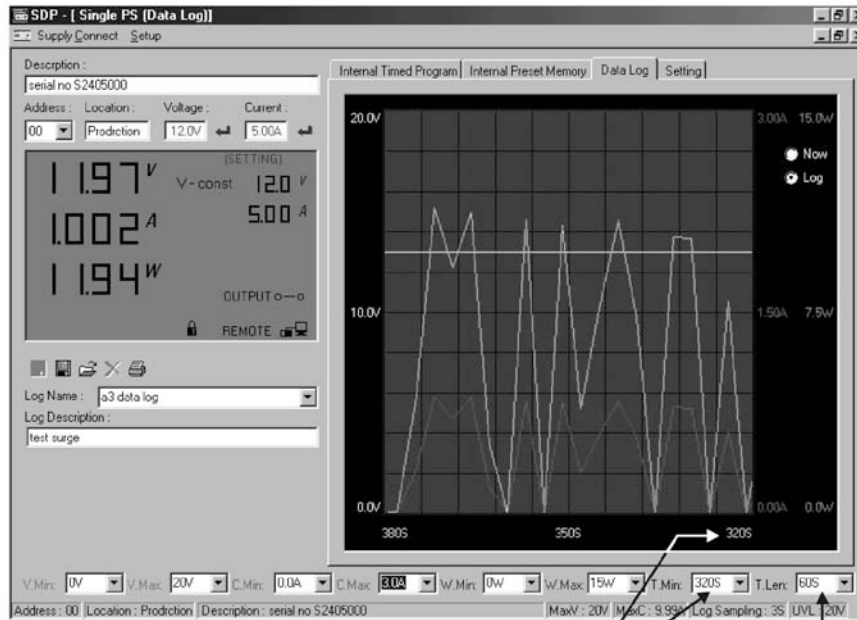 SDP - [ Single PS (Data Log)]
Supply Connect Setup
Descrption :
serial no S2405000
Address : Location : Voltage : Current :
00 Prodrction 12.0V 5.00A
Internal Timed Program Internal Preset Memory Data Log Setting
11.97 V
(SETTING)
V-const 12.0 V
1.002 A
5.00 A
11.94 W
OUTPUT
REMOTE
Log Name : a3 data log
Log Description :
test surge
20.0V 3.00A 15.0W
Now
Log
10.0V 1.50A 7.5W
0.0V 0.00A 0.0W
380S 350S 320S
V.Min: 0V V.Max: 20V C.Min: 0.0A C.Max: 3.0A W.Min: 0W W.Max: 15W T.Min: 320S T.Len: 60S
Address : 00 Location : Prodrction Description : serial no S2405000 MaxV : 20V MaxC : 9.99A Log Sampling : 3S UVL : 20V